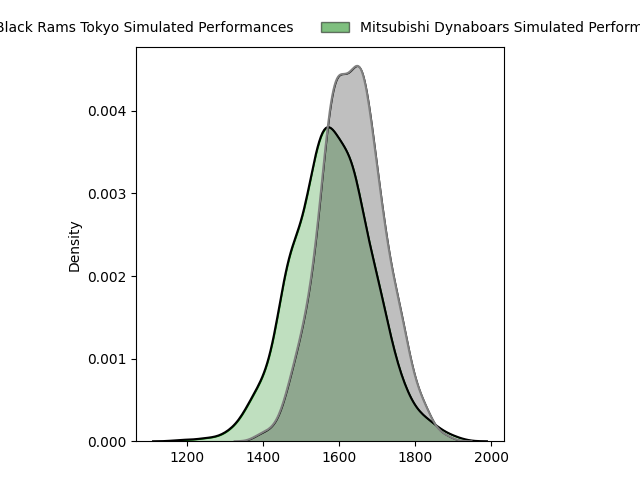 Black Rams Tokyo Simulated Performances
Mitsubishi Dynaboars Simulated Perform
0.004
0.003
0.002
0.001
0.000
Density
1200 1400 1600 1800 2000